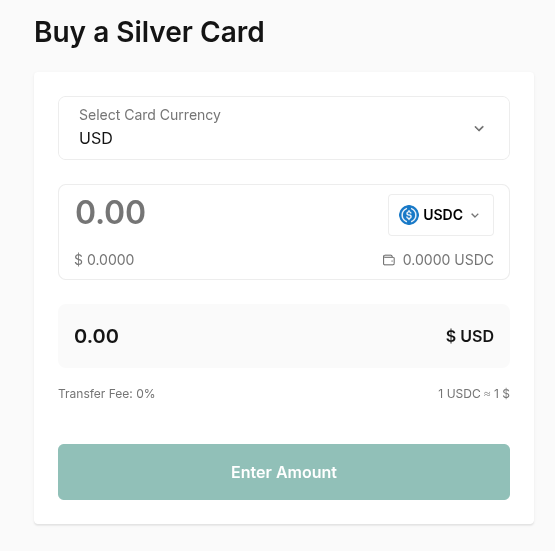 Buy a Silver Card
Select Card Currency
USD
0.00
USDC
$ 0.0000
0.0000 USDC
0.00
$ USD
Transfer Fee: 0%
1 USDC ≈ 1 $
Enter Amount